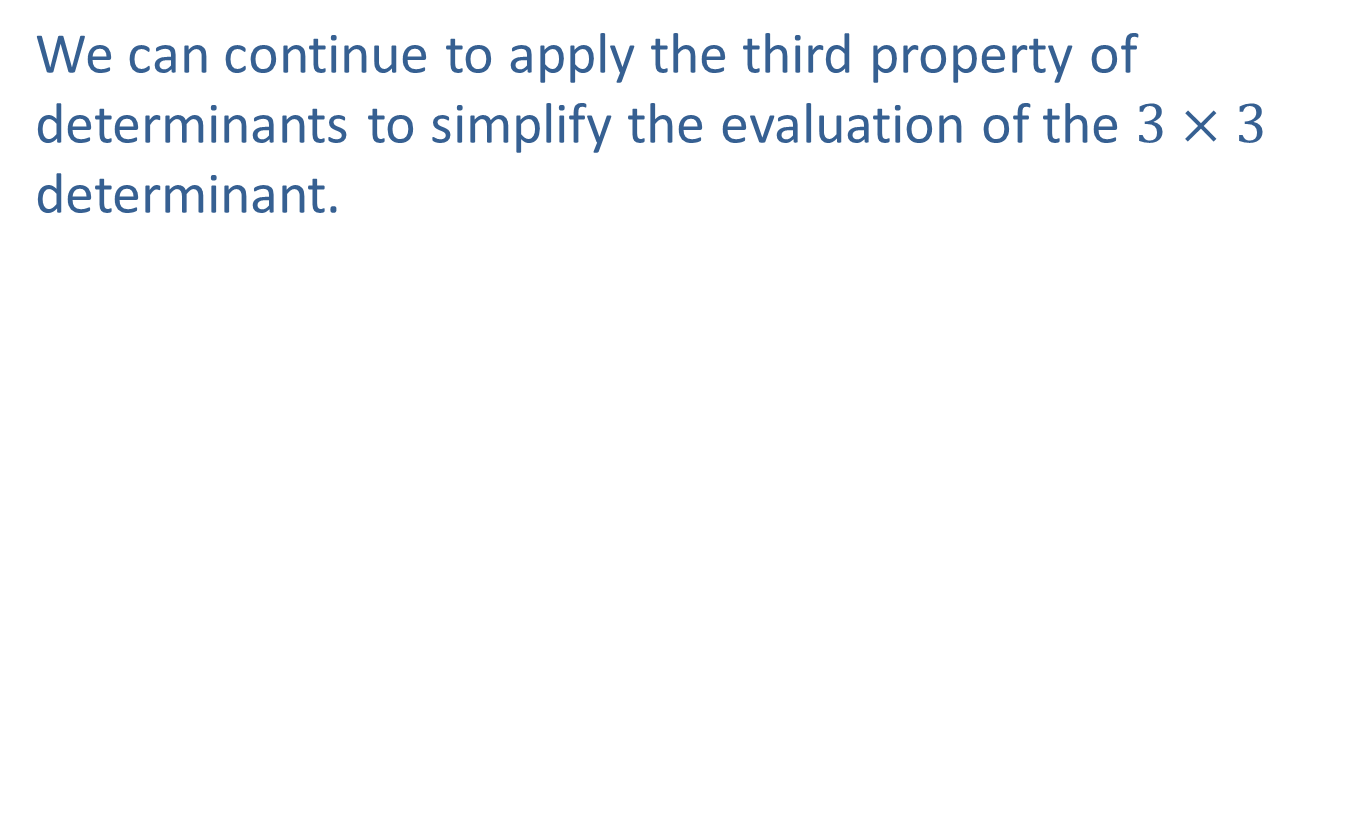 We can continue to apply the third property of
determinants to simplify the evaluation of the 3 × 3
determinant.